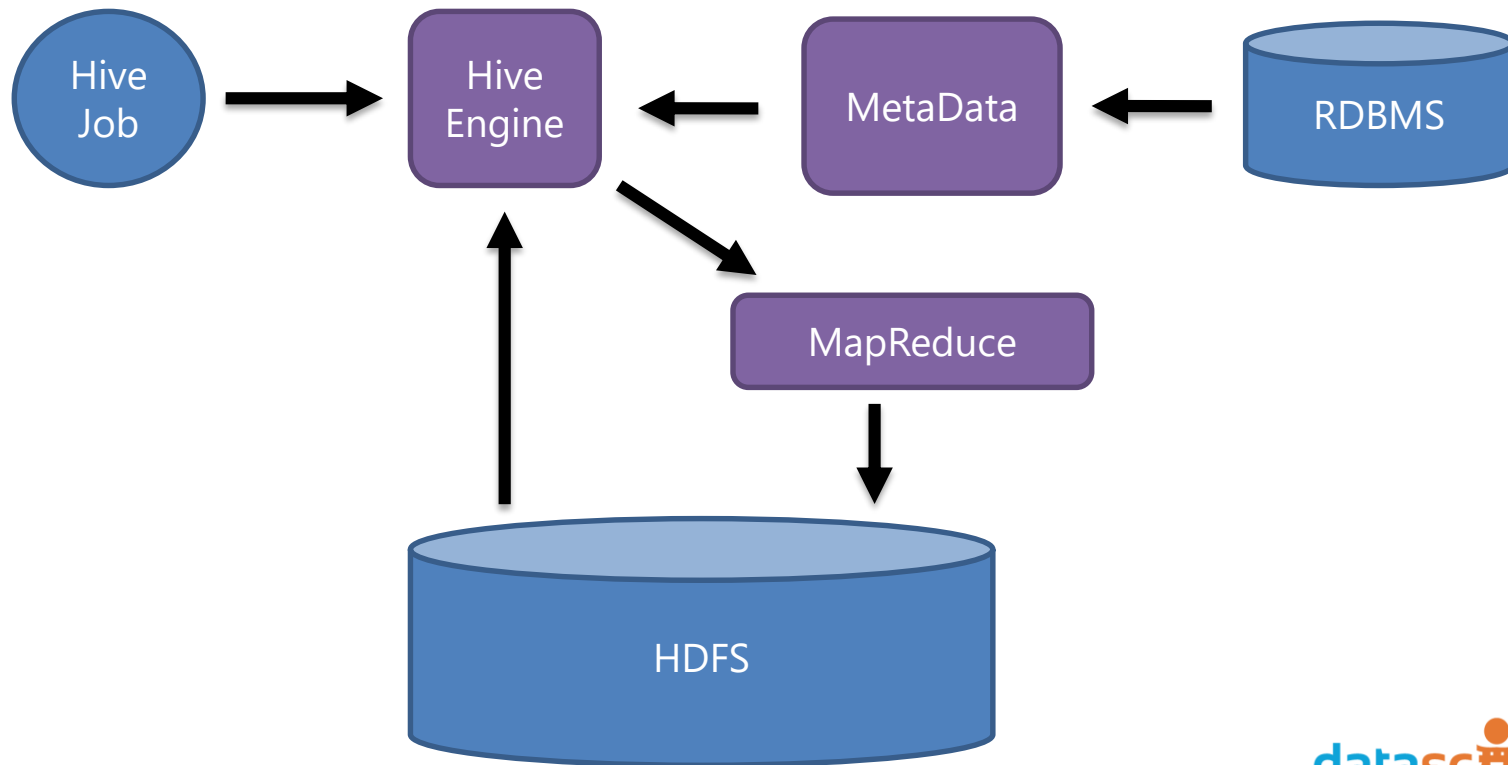 Hive
Job
Hive
Engine
MetaData
RDBMS
MapReduce
HDFS